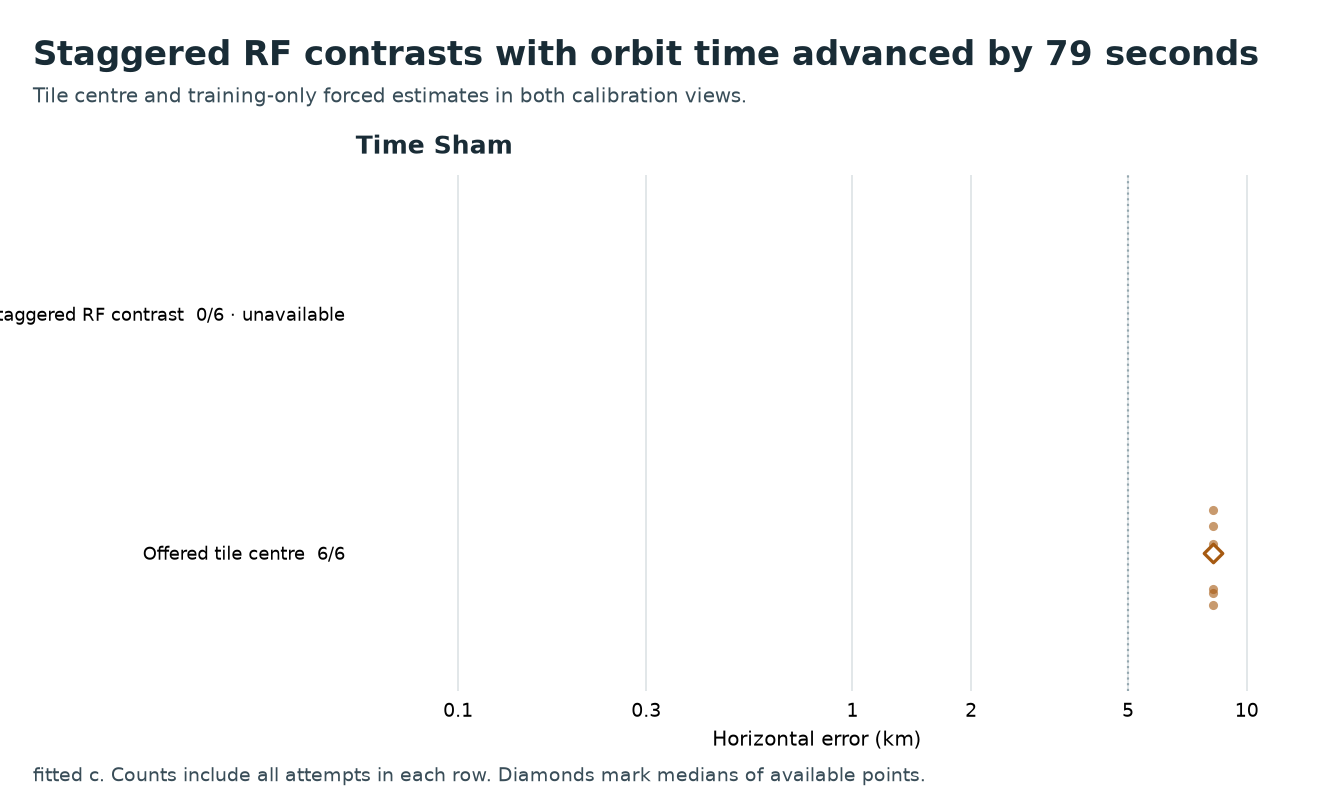 Staggered RF contrasts with orbit time advanced by 79 seconds
Tile centre and training-only forced estimates in both calibration views.
Time Sham
taggered RF contrast  0/6 · unavailable
Offered tile centre  6/6
0.1 0.3 1 2 5 10
Horizontal error (km)
fitted c. Counts include all attempts in each row. Diamonds mark medians of available points.